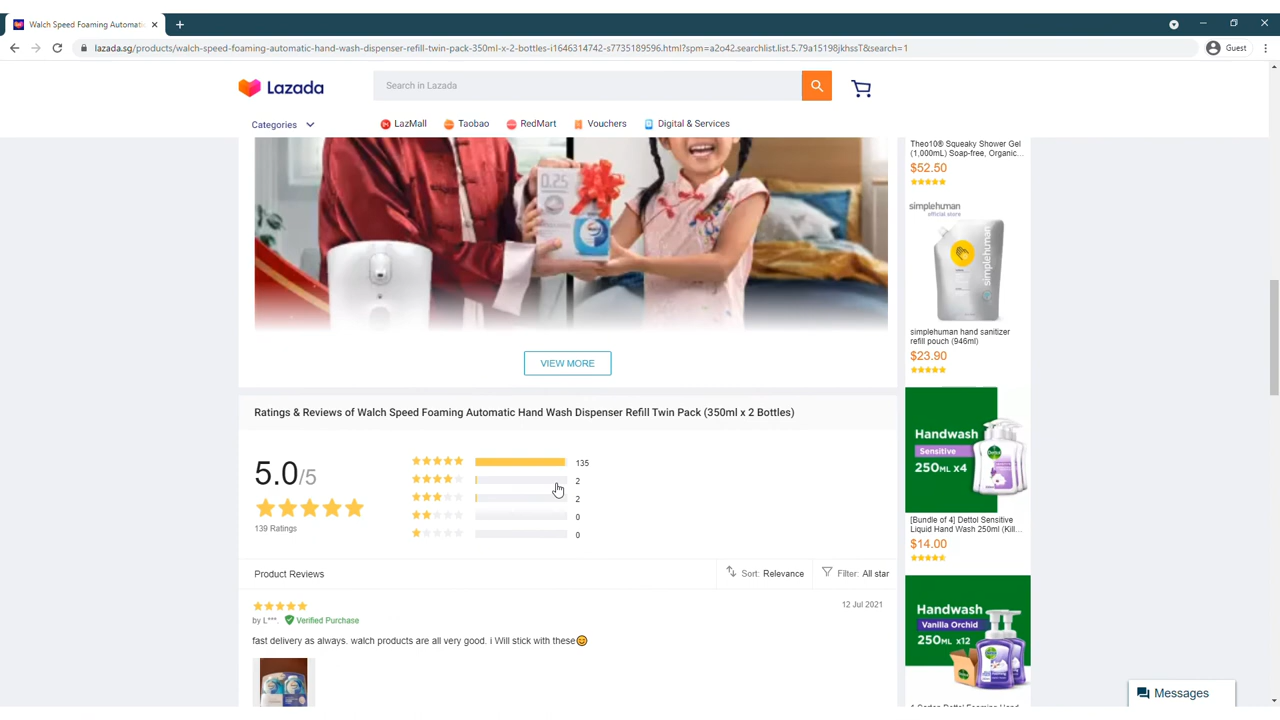 Walch Speed Foaming Automati
Guest
lazada.sg/products/walch-speed-foaming-automatic-hand-wash-dispenser-refill-twin-pack-350ml-x-2-bottles-i1646314742-s7735189596.html?spm=a2o42.searchlist.list.5.79a15198jkhssT&search=1
Lazada
Search in Lazada
Categories
LazMall
Taobao
RedMart
Vouchers
Digital & Services
0.25
VIEW MORE
Ratings & Reviews of Walch Speed Foaming Automatic Hand Wash Dispenser Refill Twin Pack (350ml x 2 Bottles)
5.0/5
139 Ratings
135
2
2
0
0
Product Reviews
Sort: Relevance
Filter: All star
12 Jul 2021
by L***.
Verified Purchase
fast delivery as always. walch products are all very good. i Will stick with these😊
Theo10® Squeaky Shower Gel
(1,000mL) Soap-free, Organic...
$52.50
simplehuman
official store
simplehuman
simplehuman hand sanitizer
refill pouch (946ml)
$23.90
Handwash
Sensitive
250ML x4
Dettol
[Bundle of 4] Dettol Sensitive
Liquid Hand Wash 250ml (Kill...
$14.00
Handwash
Vanilla Orchid
250ML x12
Messages